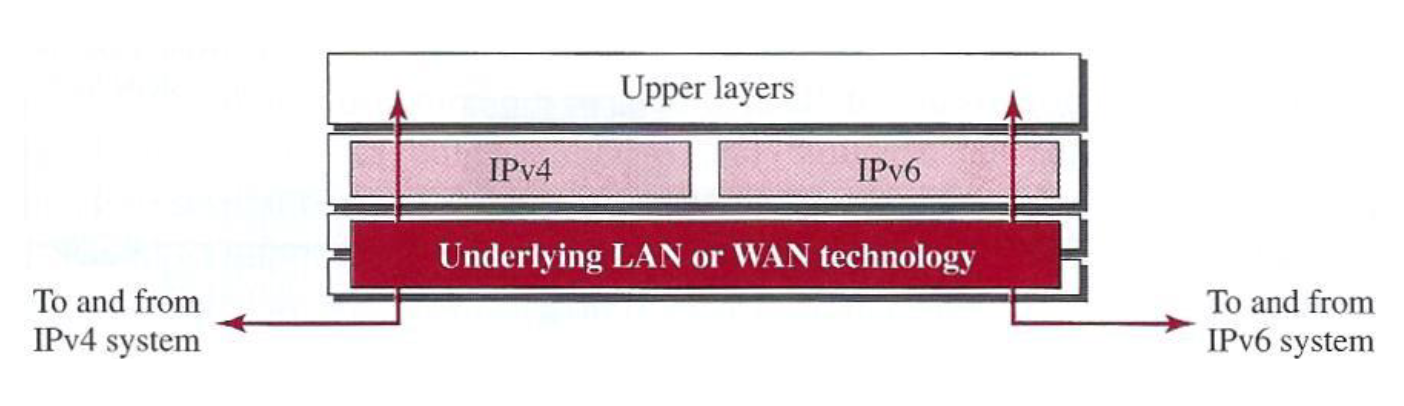 Upper layers
IPv4
IPv6
Underlying LAN or WAN technology
To and from
IPv4 system
To and from
IPv6 system